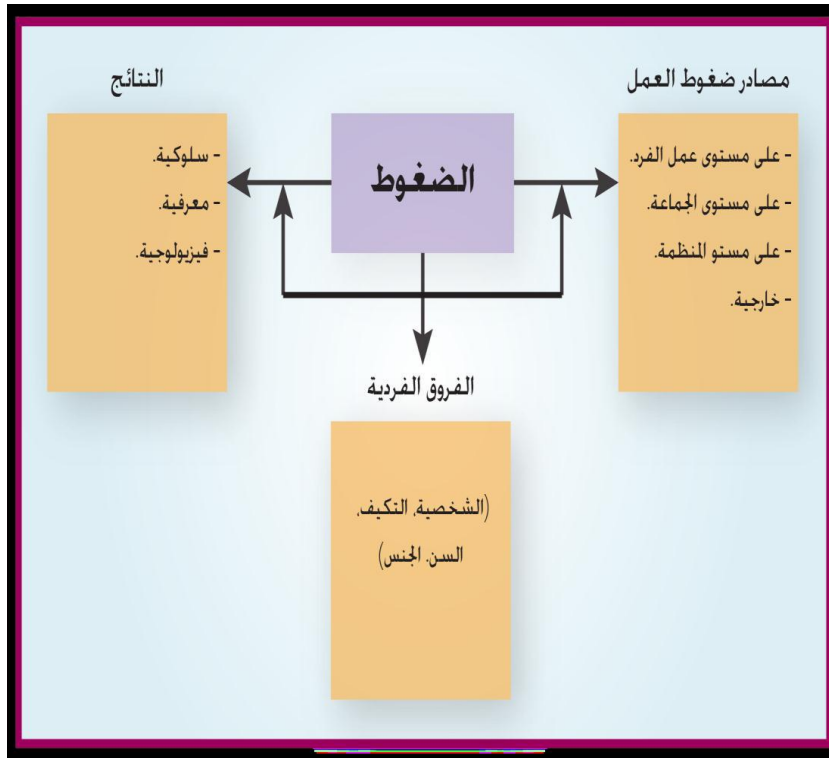 مصادر ضغوط العمل
- على مستوى عمل الفرد.
- على مستوى الجماعة.
- على مستو المنظمة.
- خارجية.
الضغوط
النتائج
- سلوكية.
- معرفية.
- فيزيولوجية.
الفروق الفردية
(الشخصية, التكيف,
السن. الجنس)